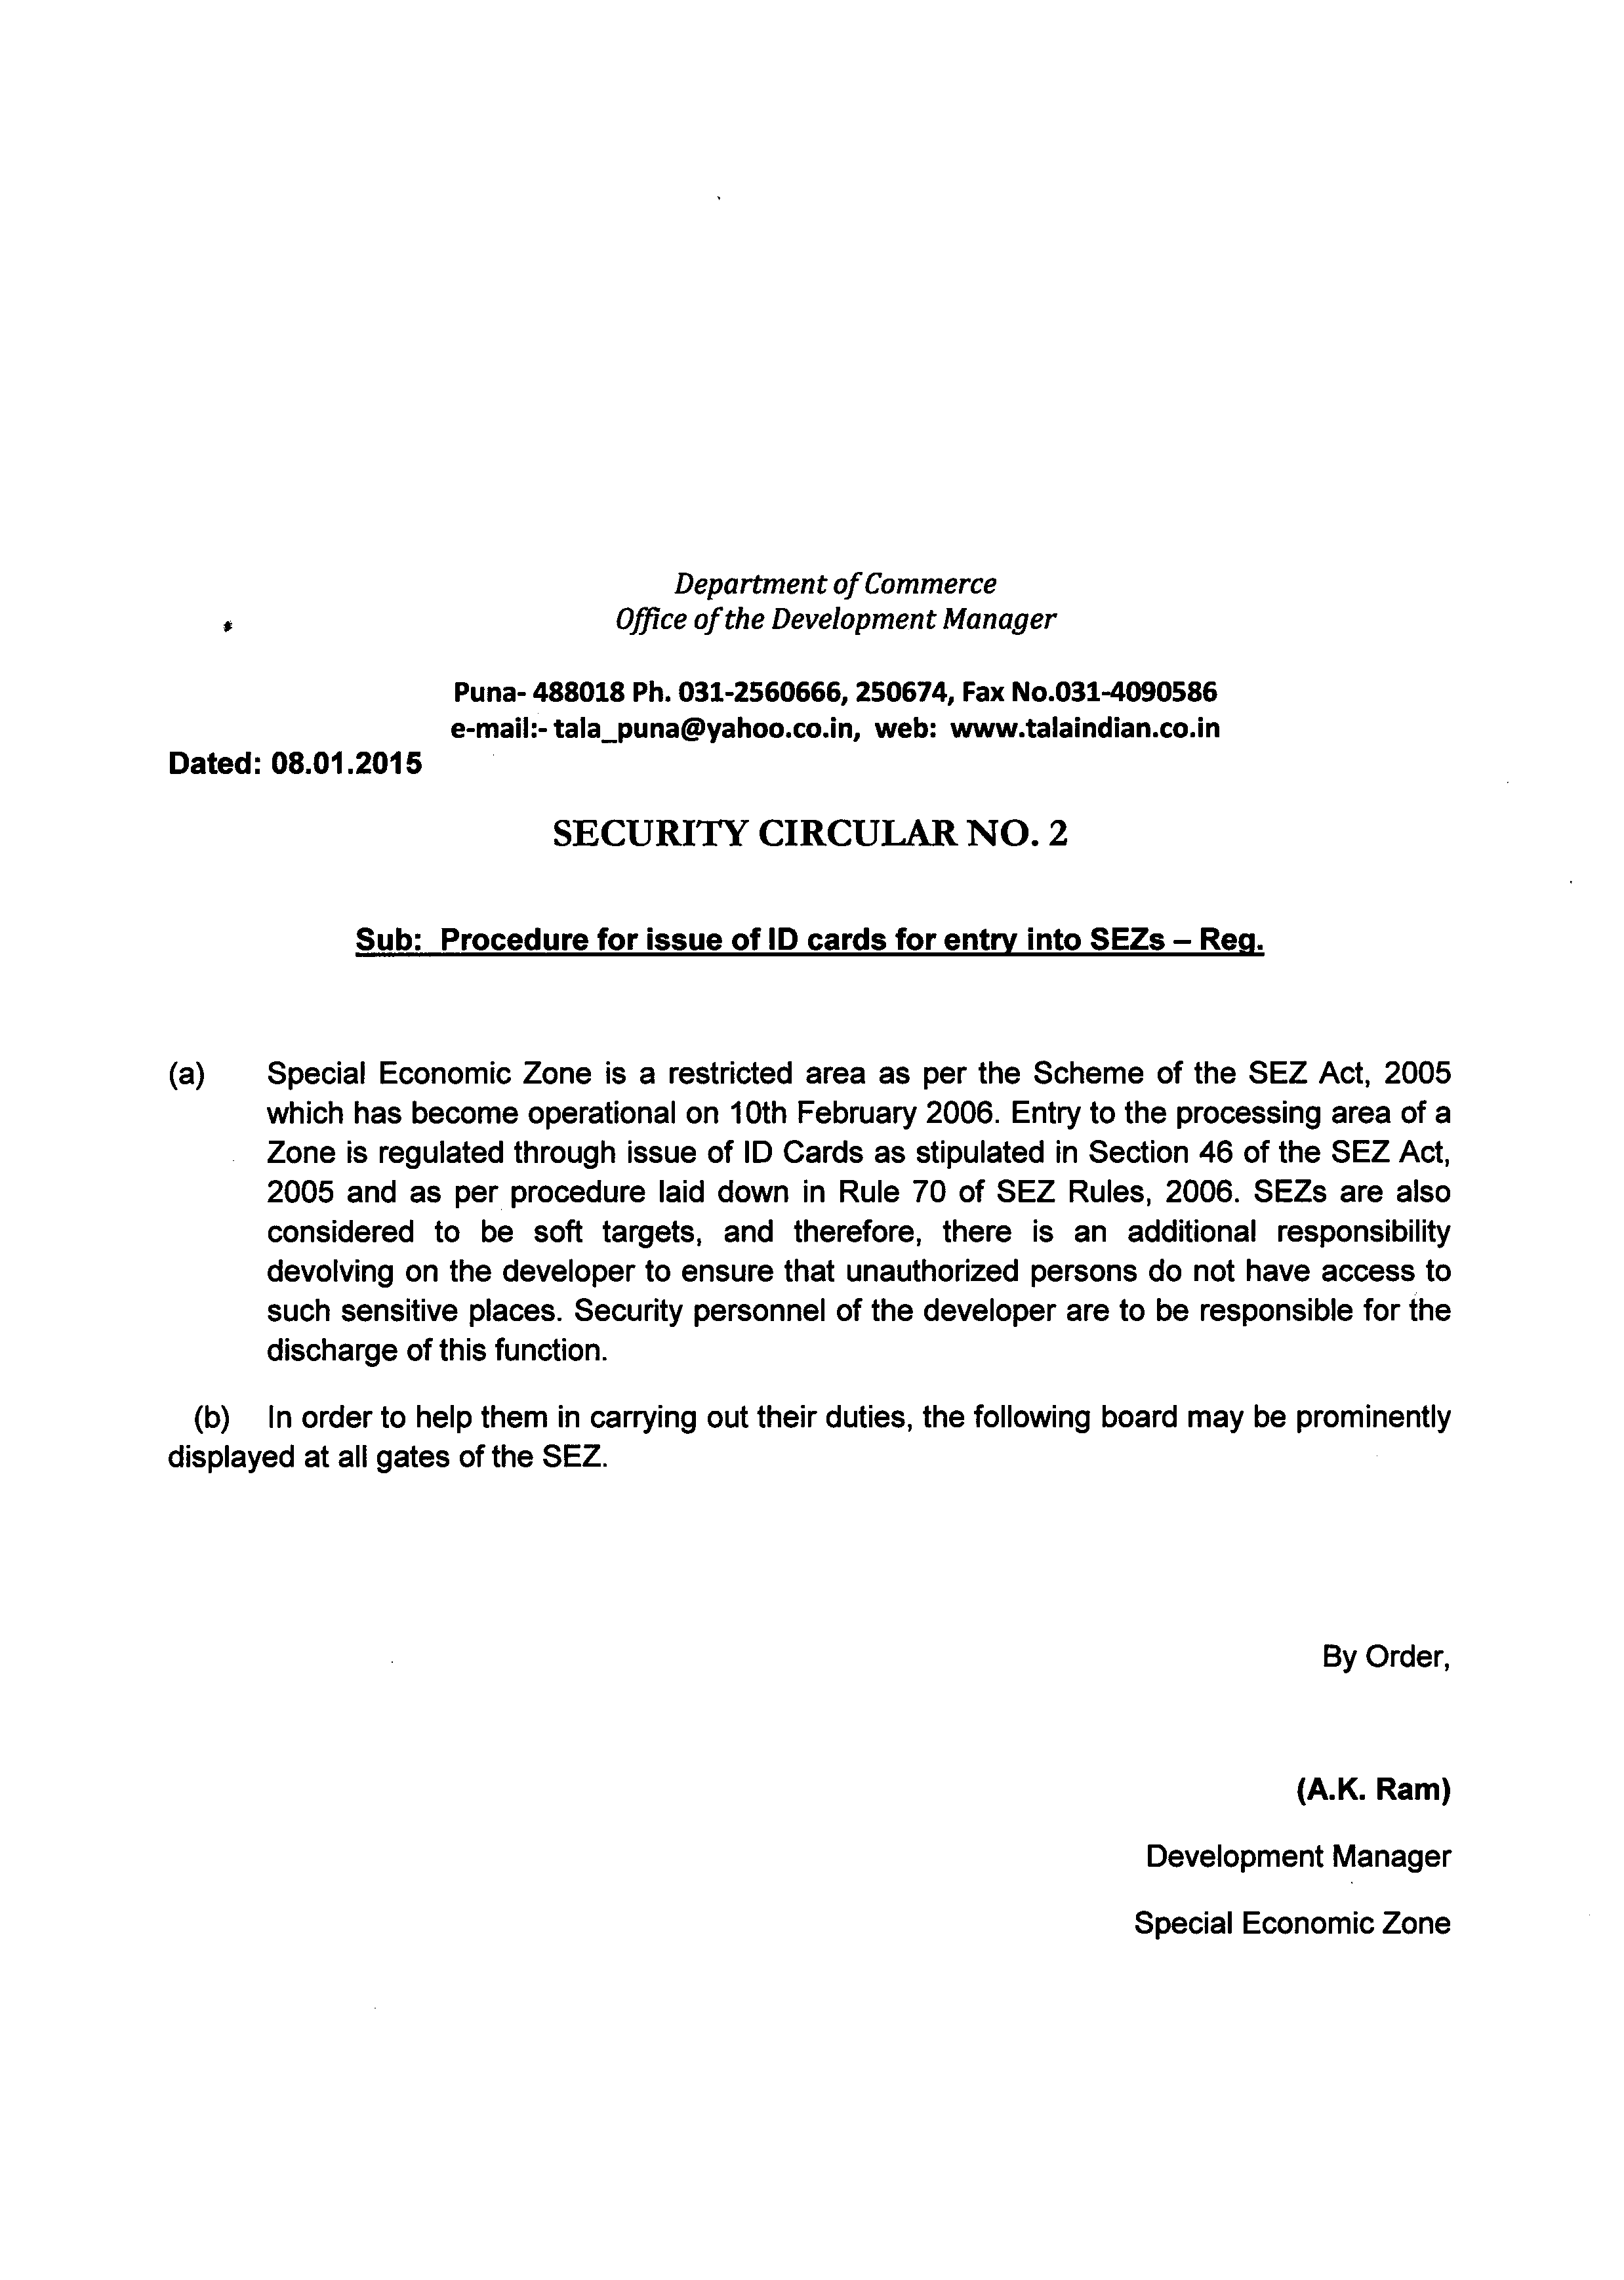 Department of Commerce
Office of the Development Manager
Puna- 488018 Ph. 031-2560666, 250674, Fax No.031-4090586
e-mail:- tala_puna@yahoo.co.in, web: www.talaindian.co.in
Dated: 08.01.2015
SECURITY CIRCULAR NO. 2
Sub: Procedure for issue of ID cards for entry into SEZs – Reg.
(a) Special Economic Zone is a restricted area as per the Scheme of the SEZ Act, 2005
which has become operational on 10th February 2006. Entry to the processing area of a
Zone is regulated through issue of ID Cards as stipulated in Section 46 of the SEZ Act,
2005 and as per procedure laid down in Rule 70 of SEZ Rules, 2006. SEZs are also
considered to be soft targets, and therefore, there is an additional responsibility
devolving on the developer to ensure that unauthorized persons do not have access to
such sensitive places. Security personnel of the developer are to be responsible for the
discharge of this function.
(b) In order to help them in carrying out their duties, the following board may be prominently
displayed at all gates of the SEZ.
By Order,
(A.K. Ram)
Development Manager
Special Economic Zone